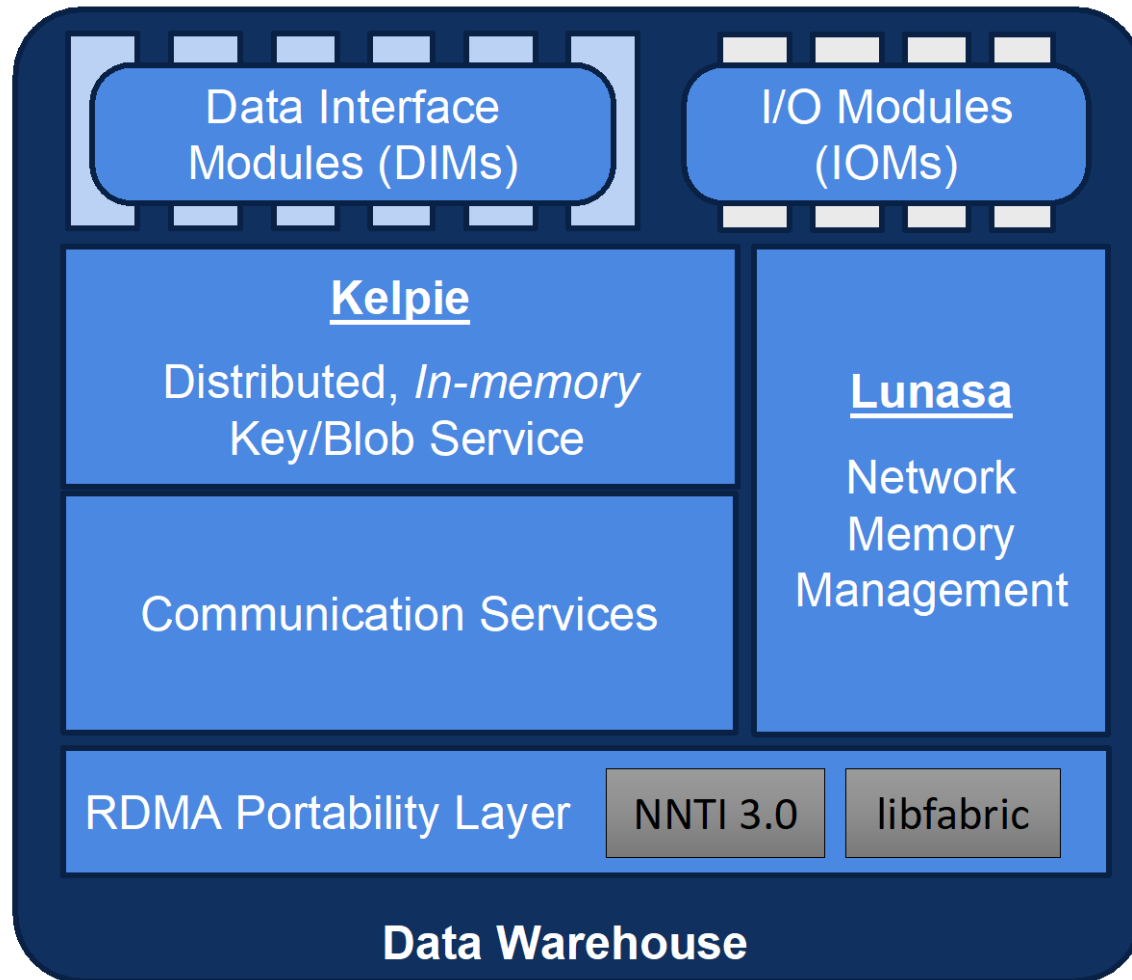 Data Interface
Modules (DIMs)
I/O Modules
(IOMs)
Kelpie
Distributed, In-memory
Key/Blob Service
Lunasa
Network
Memory
Management
Communication Services
RDMA Portability Layer
NNTI 3.0
libfabric
Data Warehouse